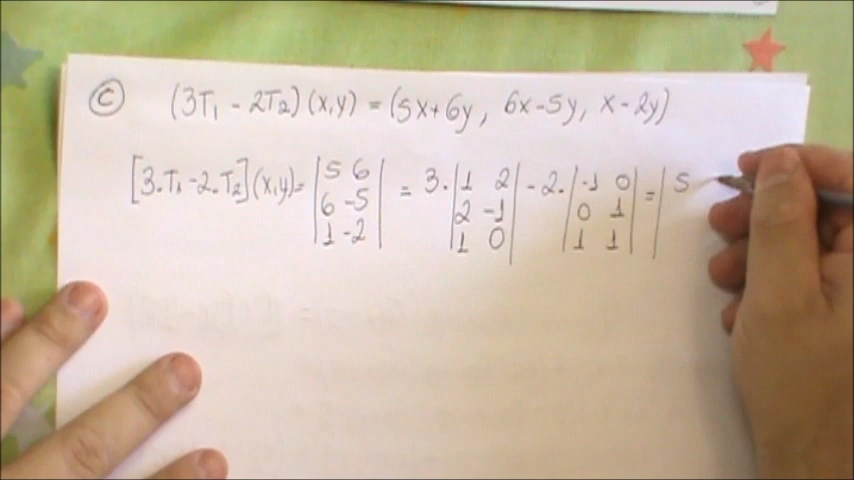 C (3T₁ - 2T₂)(x,y) = (5x+6y, 6x-5y, x-2y)
[3.T₁-2.T₂](x,y)= |5 6| = 3.|1 2| -2.|-1 0| = |5
|6 -5| |2 -1| |0 1|
|1 -2| |1 0| |1 1|